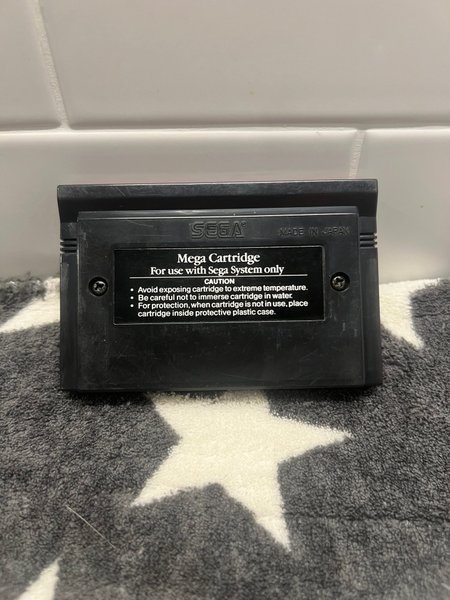 SEGA® MADE IN JAPAN
Mega Cartridge
For use with Sega System only
CAUTION
• Avoid exposing cartridge to extreme temperature.
• Be careful not to immerse cartridge in water.
• For protection, when cartridge is not in use, place
cartridge inside protective plastic case.